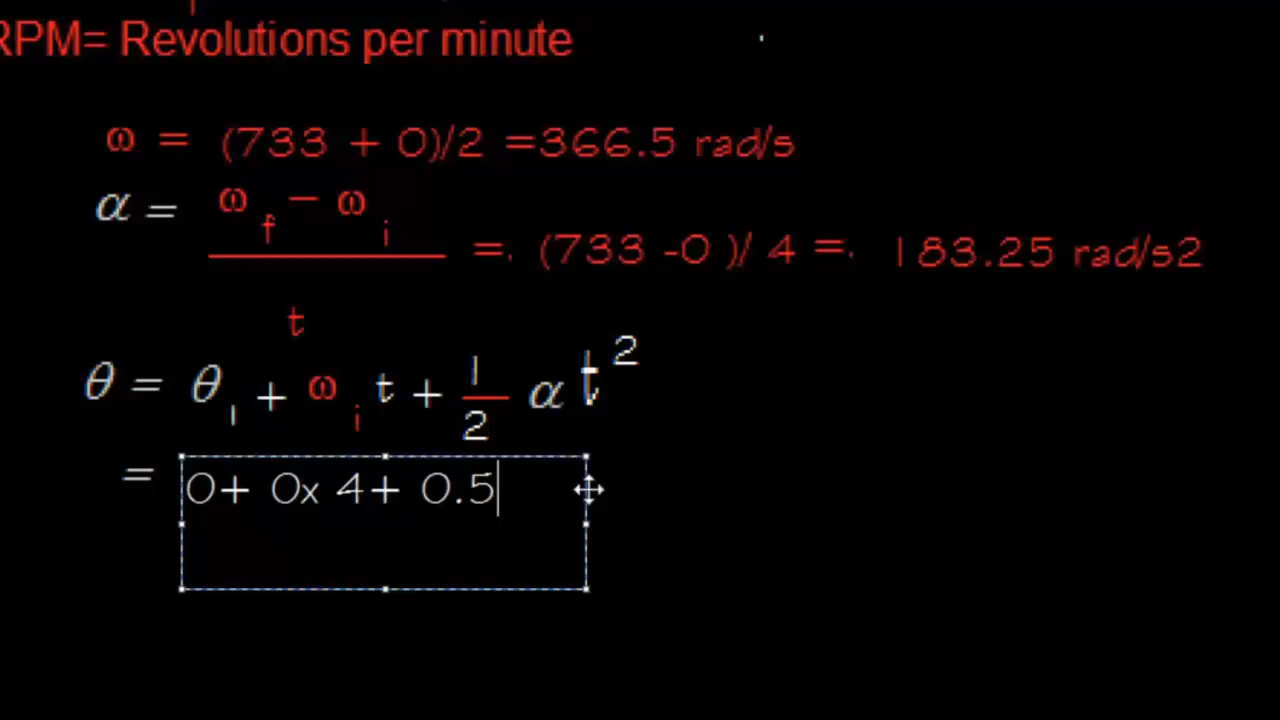 RPM= Revolutions per minute
ω = (733 + 0)/2 =366.5 rad/s
α = ω f − ω i
t
=. (733 -0 )/ 4 =. 183.25 rad/s2
θ = θ ı + ω i t + 1/2 α t 2
= 0+ 0x 4+ 0.5